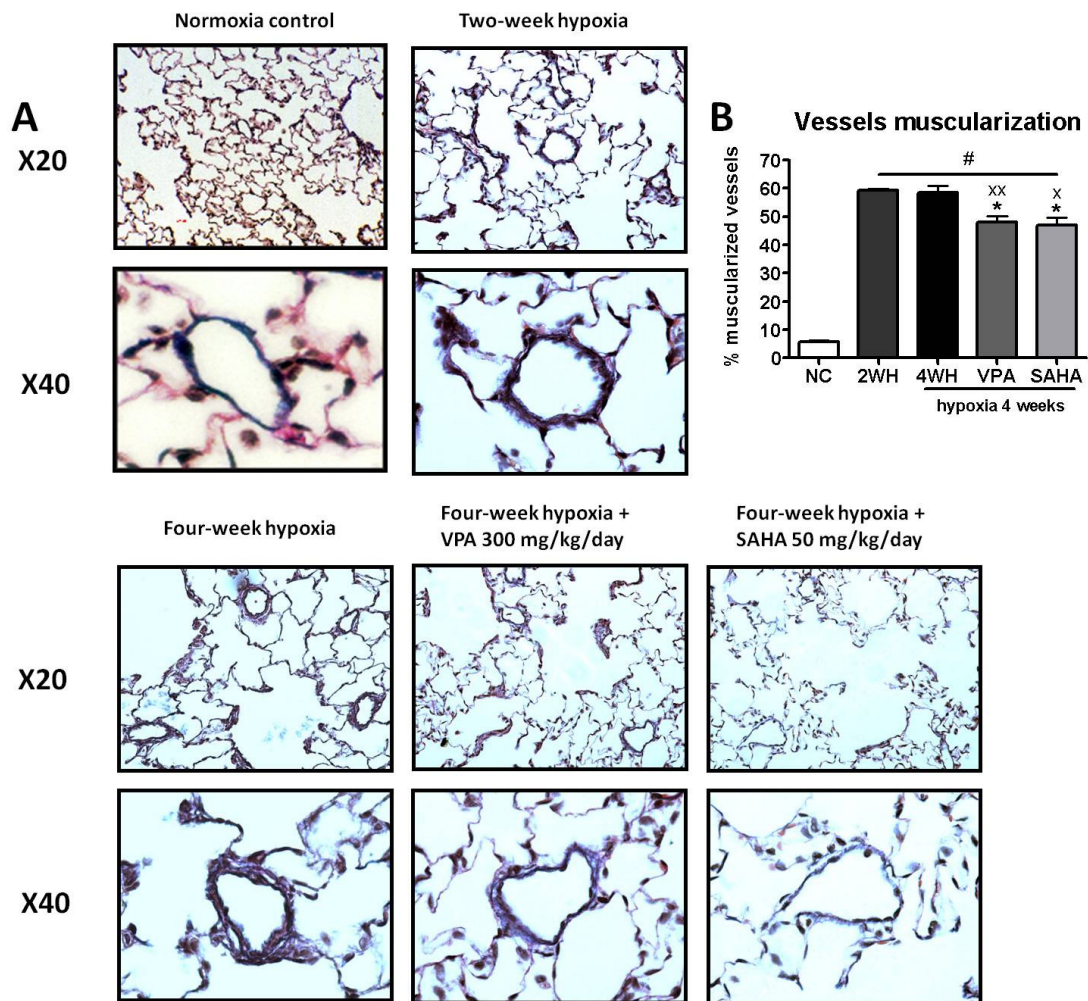 Normoxia control
Two-week hypoxia
A
X20
X40
B
Vessels muscularization
% muscularized vessels
70
60
50
40
30
20
10
0
#
xx
*
x
*
NC 2WH 4WH VPA SAHA
hypoxia 4 weeks
Four-week hypoxia
Four-week hypoxia +
VPA 300 mg/kg/day
Four-week hypoxia +
SAHA 50 mg/kg/day
X20
X40